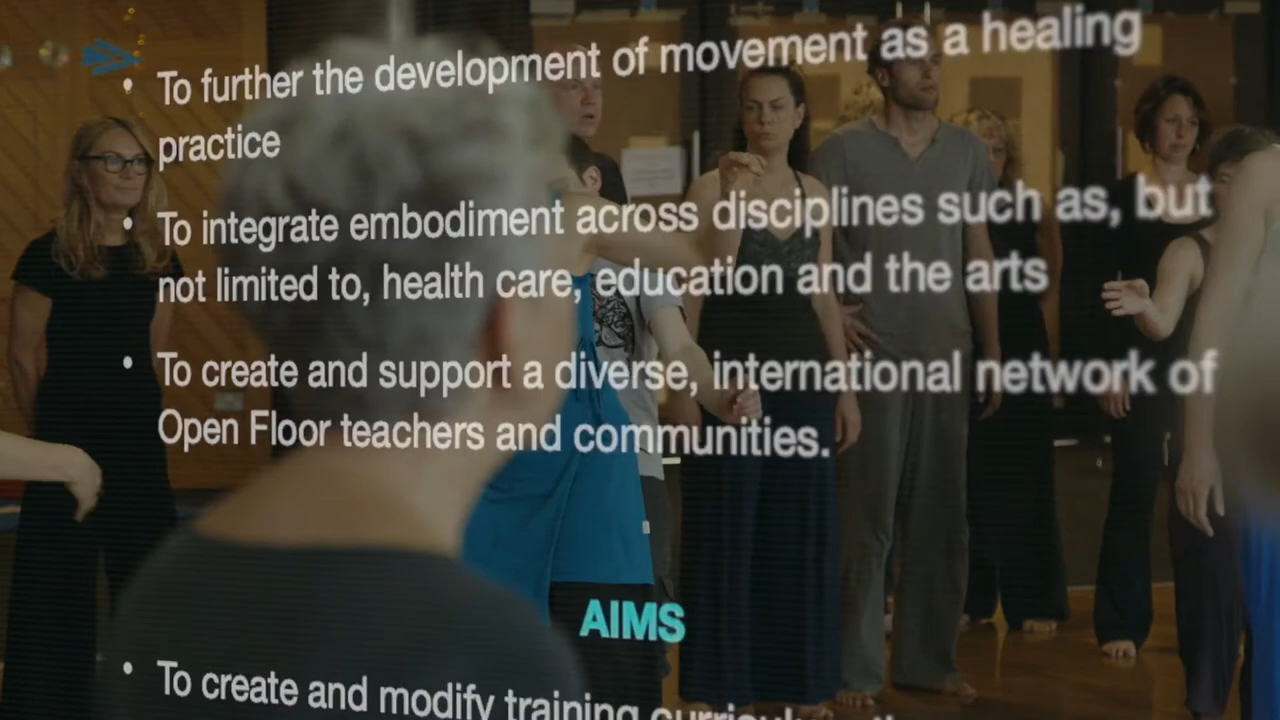 • To further the development of movement as a healing
practice
• To integrate embodiment across disciplines such as, but
not limited to, health care, education and the arts
• To create and support a diverse, international network of
Open Floor teachers and communities.
AIMS
• To create and modify training